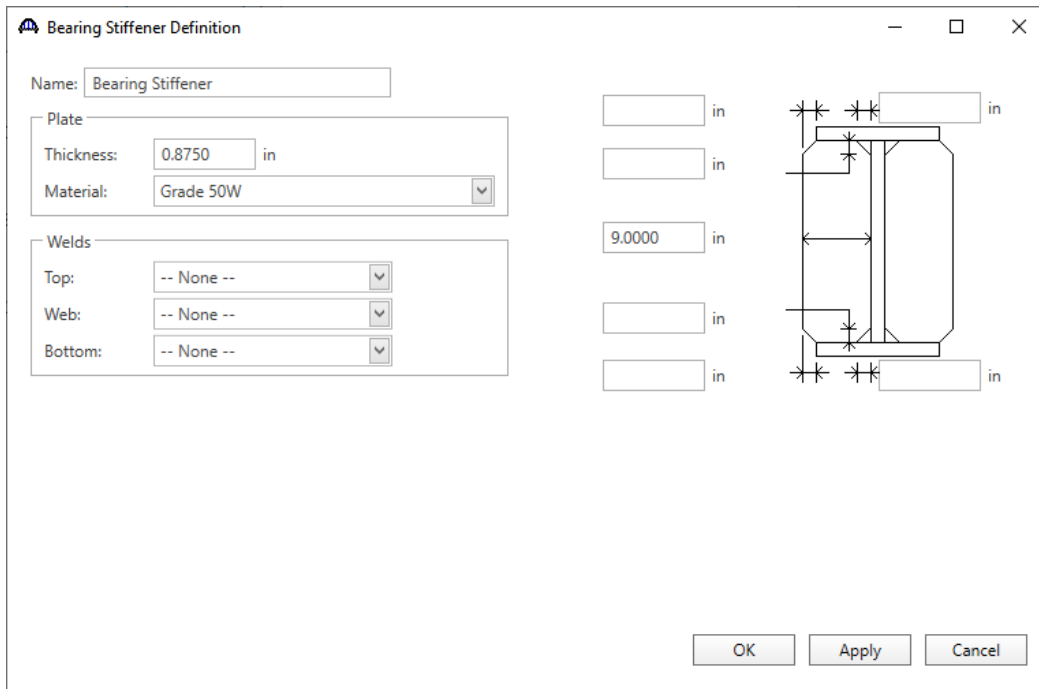 Bearing Stiffener Definition
Name: Bearing Stiffener
Plate
Thickness: 0.8750 in
Material: Grade 50W
Welds
Top: -- None --
Web: -- None --
Bottom: -- None --
in
in
in
9.0000 in
in
in
in
OK Apply Cancel